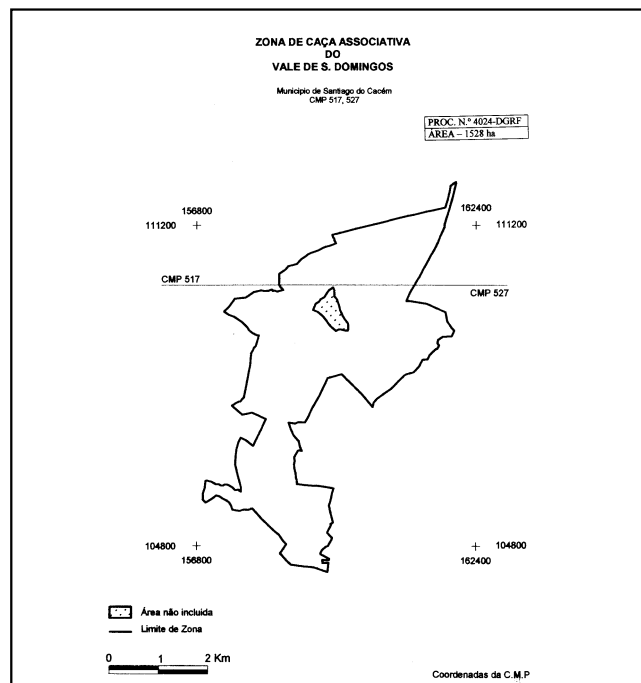 ZONA DE CAÇA ASSOCIATIVA
DO
VALE DE S. DOMINGOS
Município de Santiago do Cacém
CMP 517, 527
PROC. N.º 4024-DGRF
ÁREA – 1528 ha
156800
162400
111200
111200
CMP 517
CMP 527
104800
104800
156800
162400
Área não incluida
Limite de Zona
0 1 2 Km
Coordenadas da C.M.P